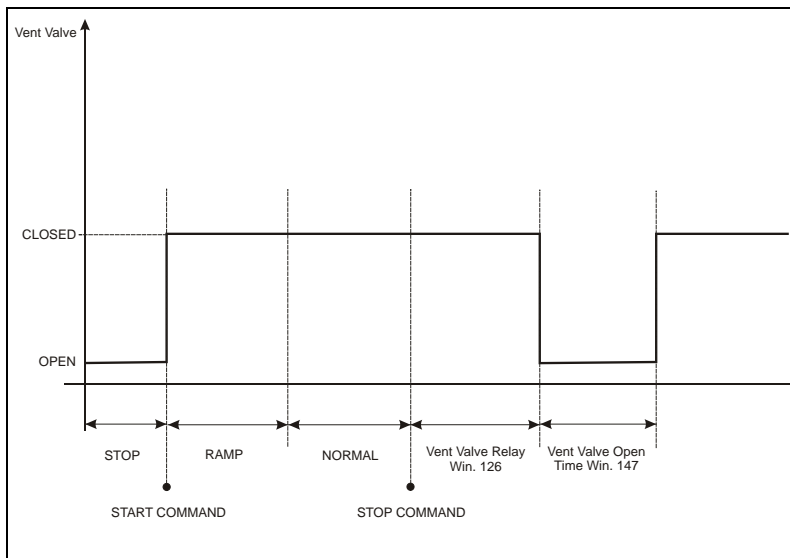 Vent Valve
CLOSED
OPEN
STOP
RAMP
NORMAL
Vent Valve Relay
Win. 126
Vent Valve Open
Time Win. 147
START COMMAND
STOP COMMAND